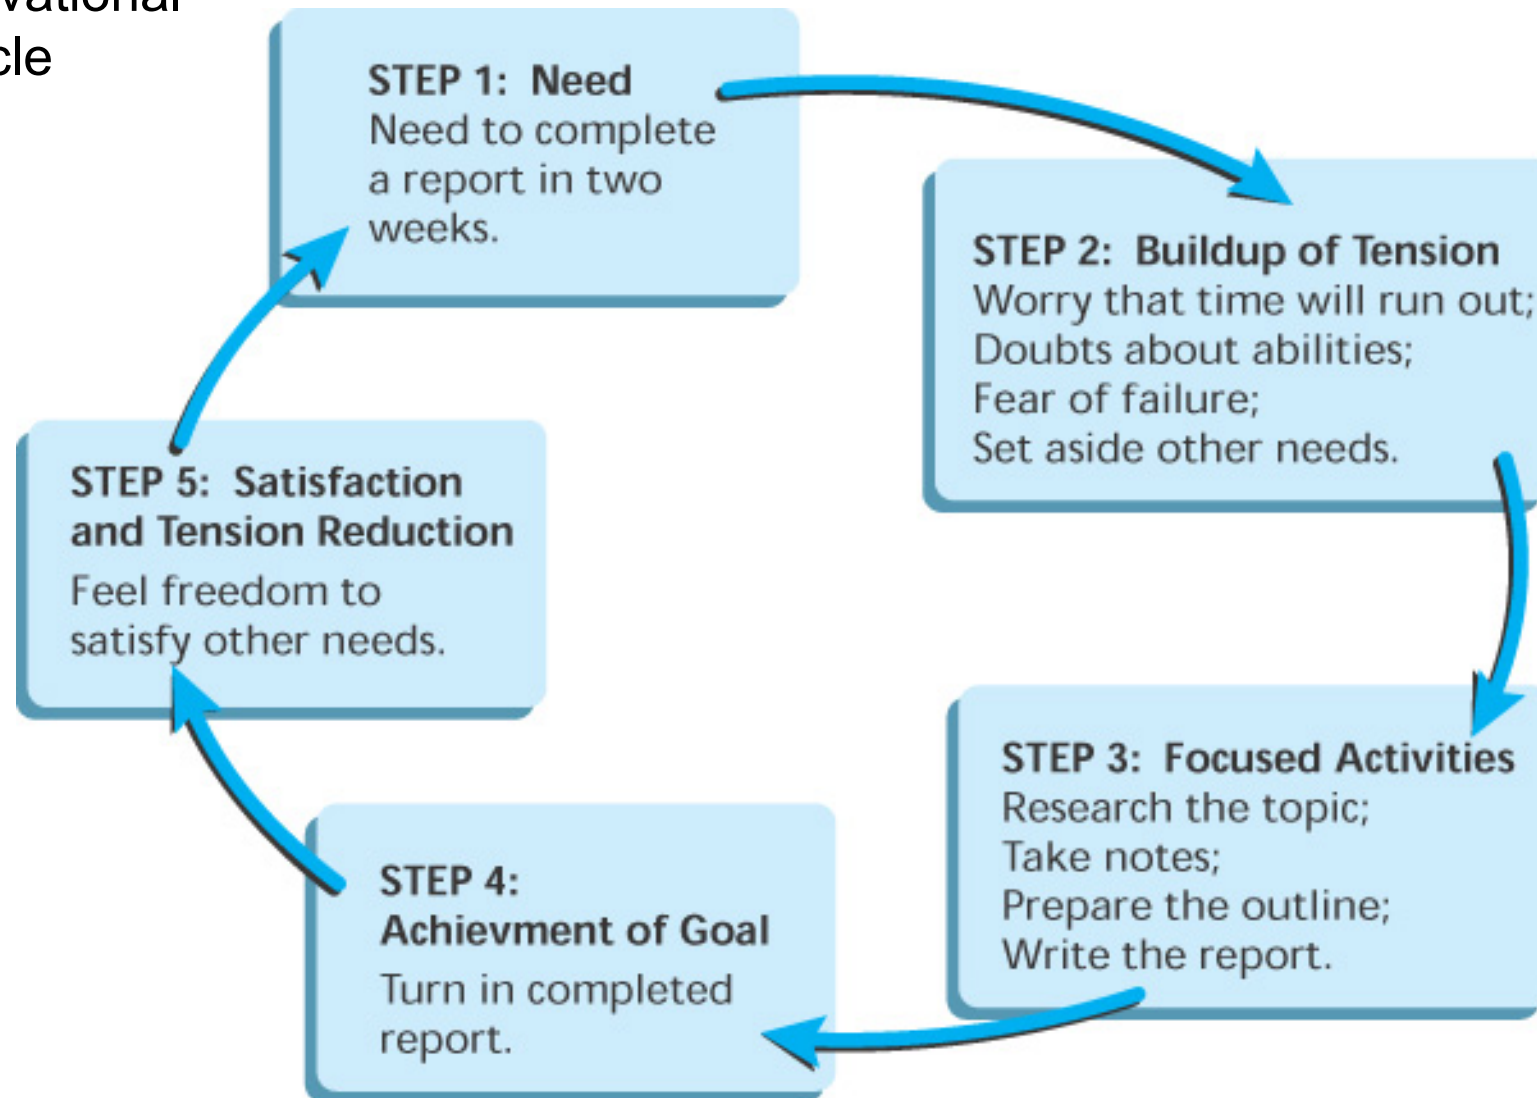 vational
cle
STEP 1: Need
Need to complete
a report in two
weeks.
STEP 2: Buildup of Tension
Worry that time will run out;
Doubts about abilities;
Fear of failure;
Set aside other needs.
STEP 3: Focused Activities
Research the topic;
Take notes;
Prepare the outline;
Write the report.
STEP 4:
Achievment of Goal
Turn in completed
report.
STEP 5: Satisfaction
and Tension Reduction
Feel freedom to
satisfy other needs.